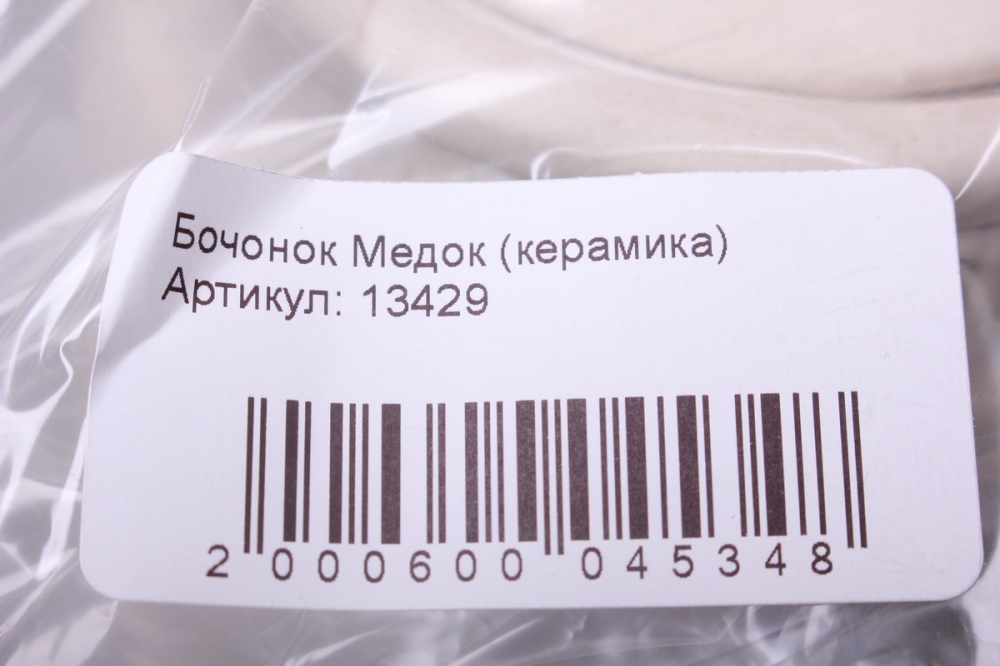 Бочонок Медок (керамика)
Артикул: 13429
2 000600 045348